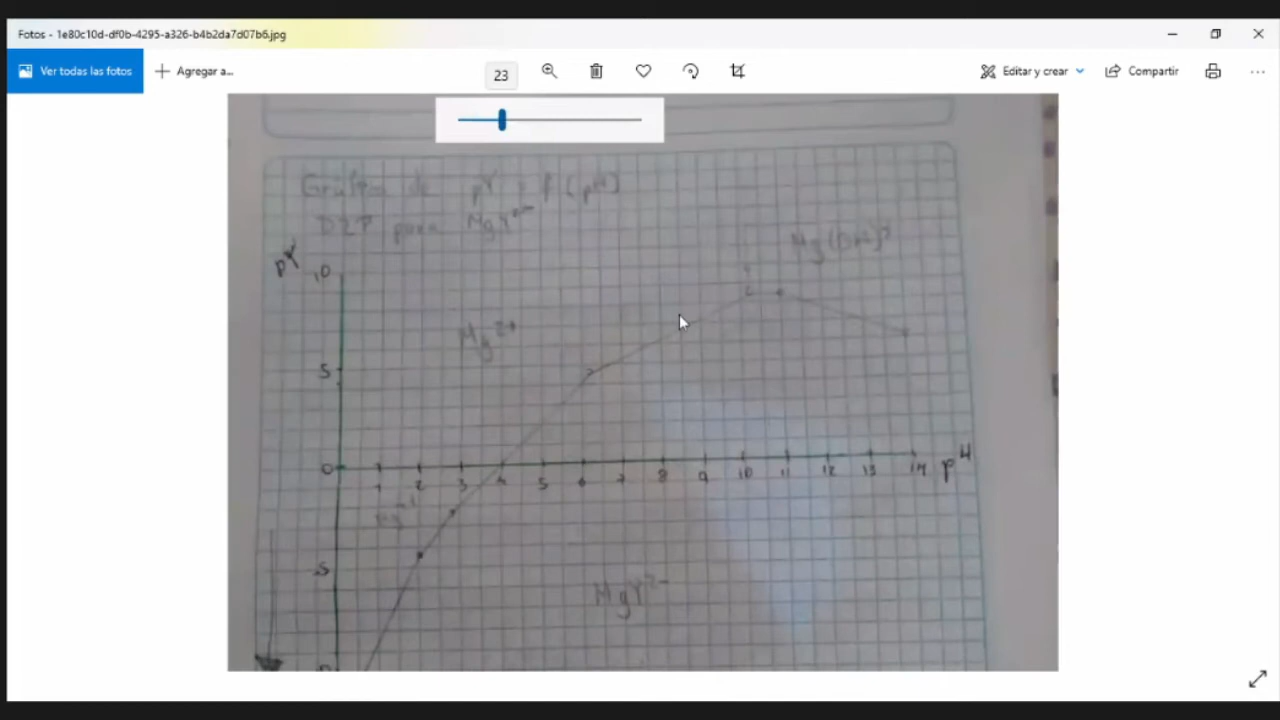 Fotos - 1e80c10d-df0b-4295-a326-b4b2da7d07b6.jpg
Ver todas las fotos
Agregar a...
23
Editar y crear
Compartir
Gráfico de pY' = f (pH)
DZP para MgY²⁻
pY'
10
Mg(OH)
Mg²⁺
5
0
1 2 3 4 5 6 7 8 9 10 11 12 13 14 pH
-5
MgY²⁻